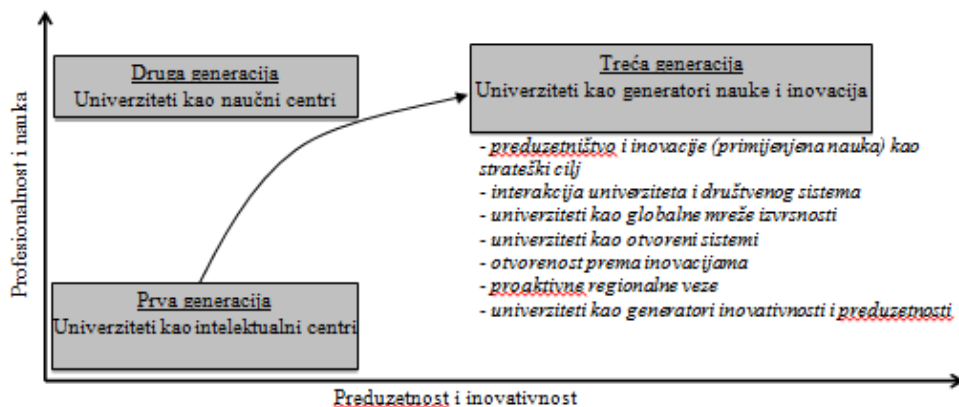 Profesionalnost i nauka
Druga generacija
Univerziteti kao naučni centri
Treća generacija
Univerziteti kao generatori nauke i inovacija
- preduzetništvo i inovacije (primijenjena nauka) kao
strateški cilj
- interakcija univerziteta i društvenog sistema
- univerziteti kao globalne mreže izvrsnosti
- univerziteti kao otvoreni sistemi
- otvorenost prema inovacijama
- proaktivne regionalne veze
- univerziteti kao generatori inovativnosti i preduzetnosti
Prva generacija
Univerziteti kao intelektualni centri
Preduzetnost i inovativnost